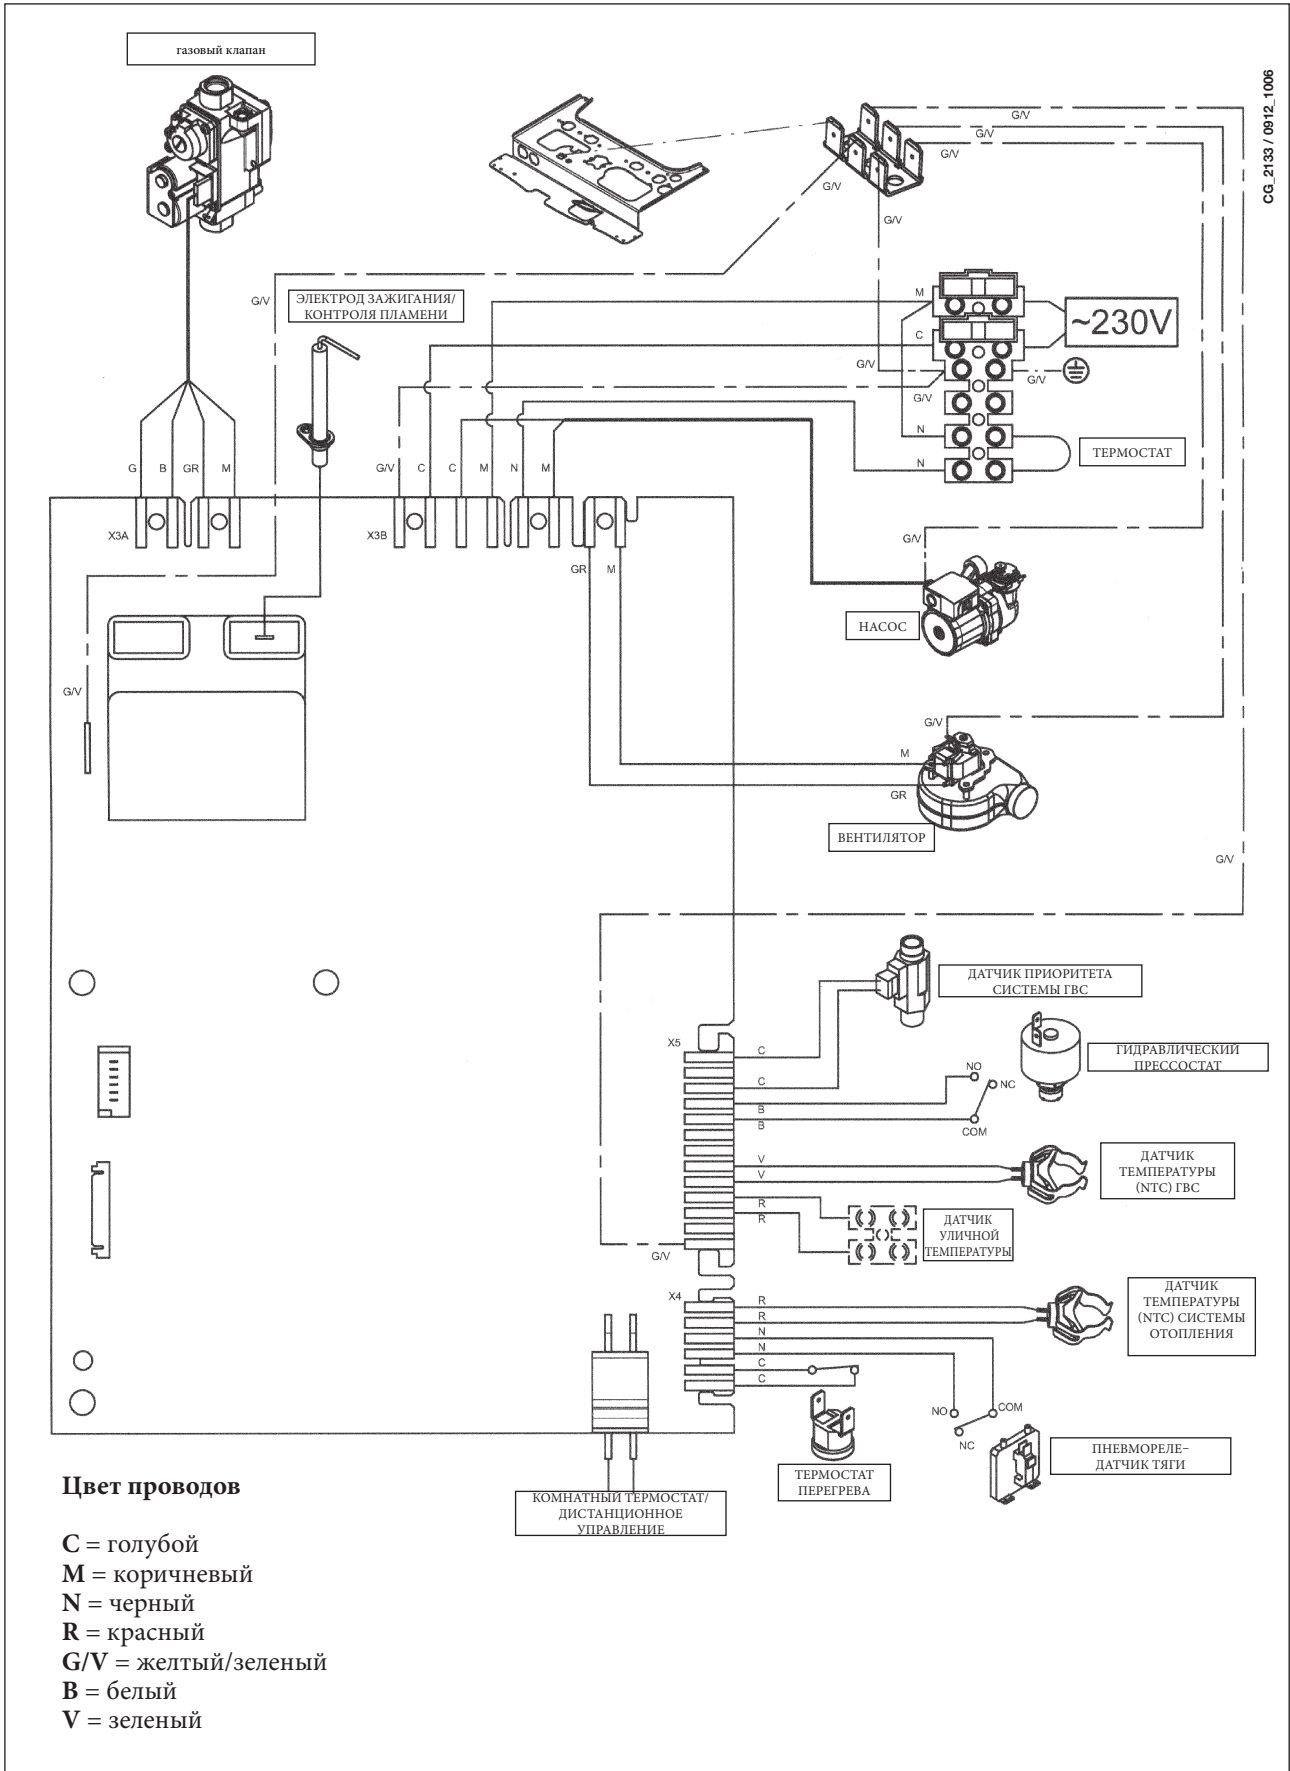 газовый клапан
CG_2133 / 0912_1006
G/V
G/V
G/V
G/V
G/V
G/V
ЭЛЕКТРОД ЗАЖИГАНИЯ/
КОНТРОЛЯ ПЛАМЕНИ
M
~230V
C
G/V
G/V
G/V
N
ТЕРМОСТАТ
N
G
B
GR
M
G/V
C
C
M
N
M
X3A
X3B
G/V
GR
M
НАСОС
G/V
G/V
M
GR
ВЕНТИЛЯТОР
G/V
ДАТЧИК ПРИОРИТЕТА
СИСТЕМЫ ГВС
X5
C
C
NO
NC
COM
B
B
ГИДРАВЛИЧЕСКИЙ
ПРЕССОСТАТ
V
V
ДАТЧИК
ТЕМПЕРАТУРЫ
(NTC) ГВС
R
R
ДАТЧИК
УЛИЧНОЙ
ТЕМПЕРАТУРЫ
G/V
X4
R
R
N
N
C
C
ДАТЧИК
ТЕМПЕРАТУРЫ
(NTC) СИСТЕМЫ
ОТОПЛЕНИЯ
NO
COM
NC
ПНЕВМОРЕЛЕ-
ДАТЧИК ТЯГИ
ТЕРМОСТАТ
ПЕРЕГРЕВА
КОМНАТНЫЙ ТЕРМОСТАТ/
ДИСТАНЦИОННОЕ
УПРАВЛЕНИЕ
Цвет проводов
C = голубой
M = коричневый
N = черный
R = красный
G/V = желтый/зеленый
B = белый
V = зеленый